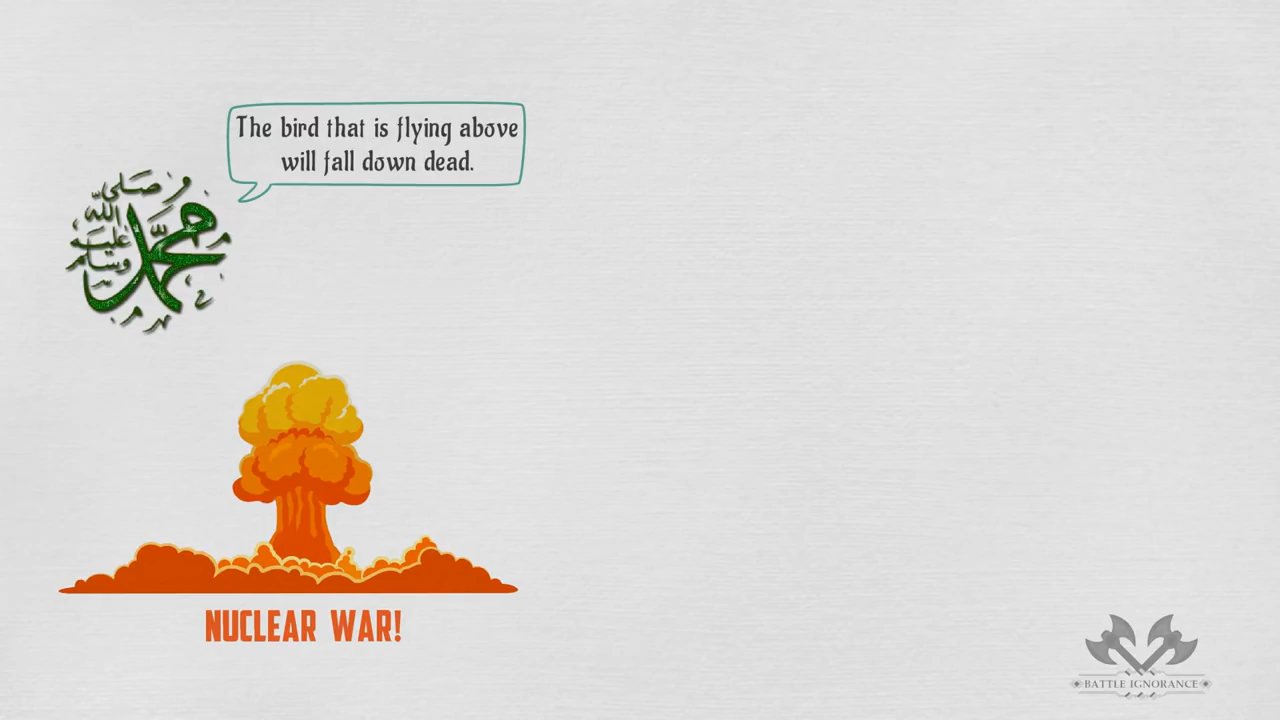 The bird that is flying above
will fall down dead.
محمد
صلى
الله
عليه
وسلم
NUCLEAR WAR!
BATTLE IGNORANCE